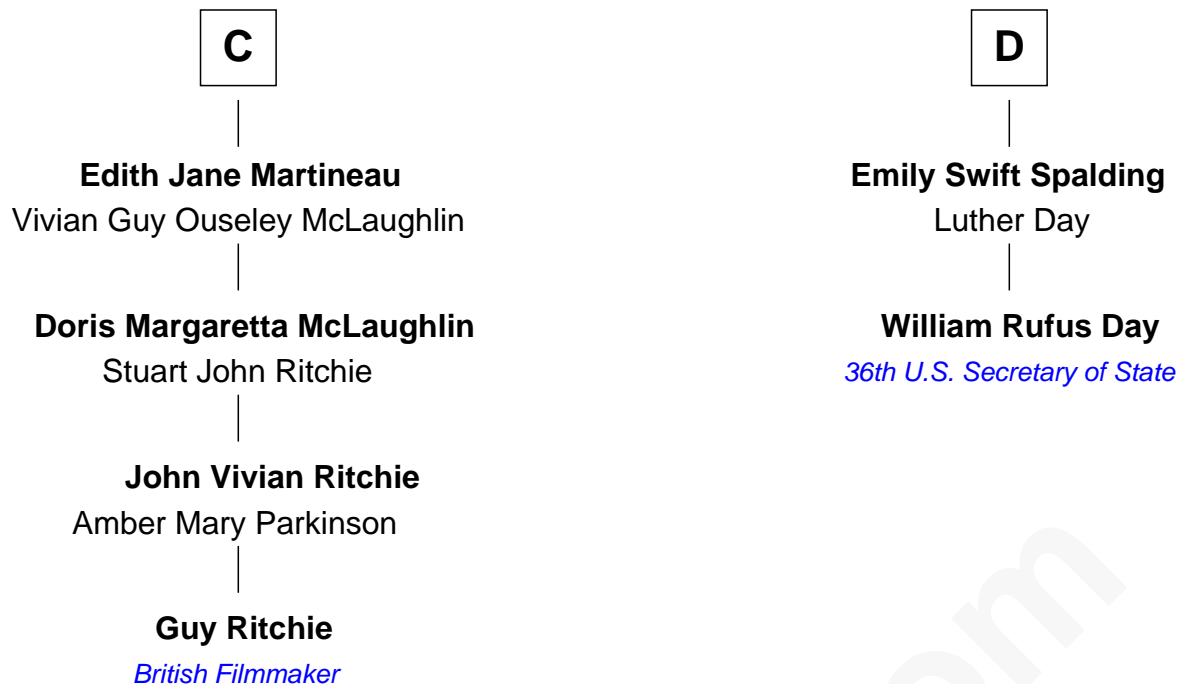 C
Edith Jane Martineau
Vivian Guy Ouseley McLaughlin
Doris Margaretta McLaughlin
Stuart John Ritchie
John Vivian Ritchie
Amber Mary Parkinson
Guy Ritchie
British Filmmaker
D
Emily Swift Spalding
Luther Day
William Rufus Day
36th U.S. Secretary of State
om